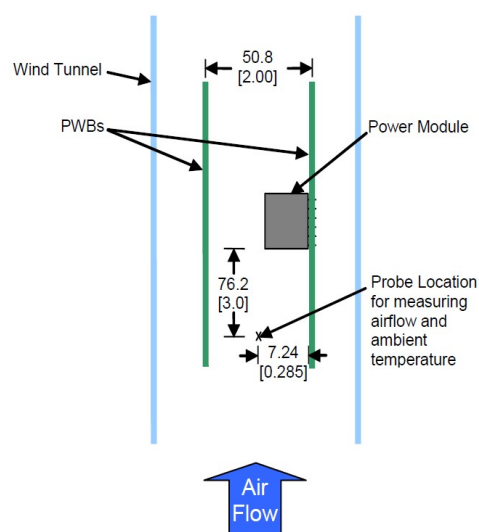 50.8
[2.00]
Wind Tunnel
PWBs
Power Module
76.2
[3.0]
Probe Location
for measuring
airflow and
ambient
temperature
x
7.24
[0.285]
Air
Flow